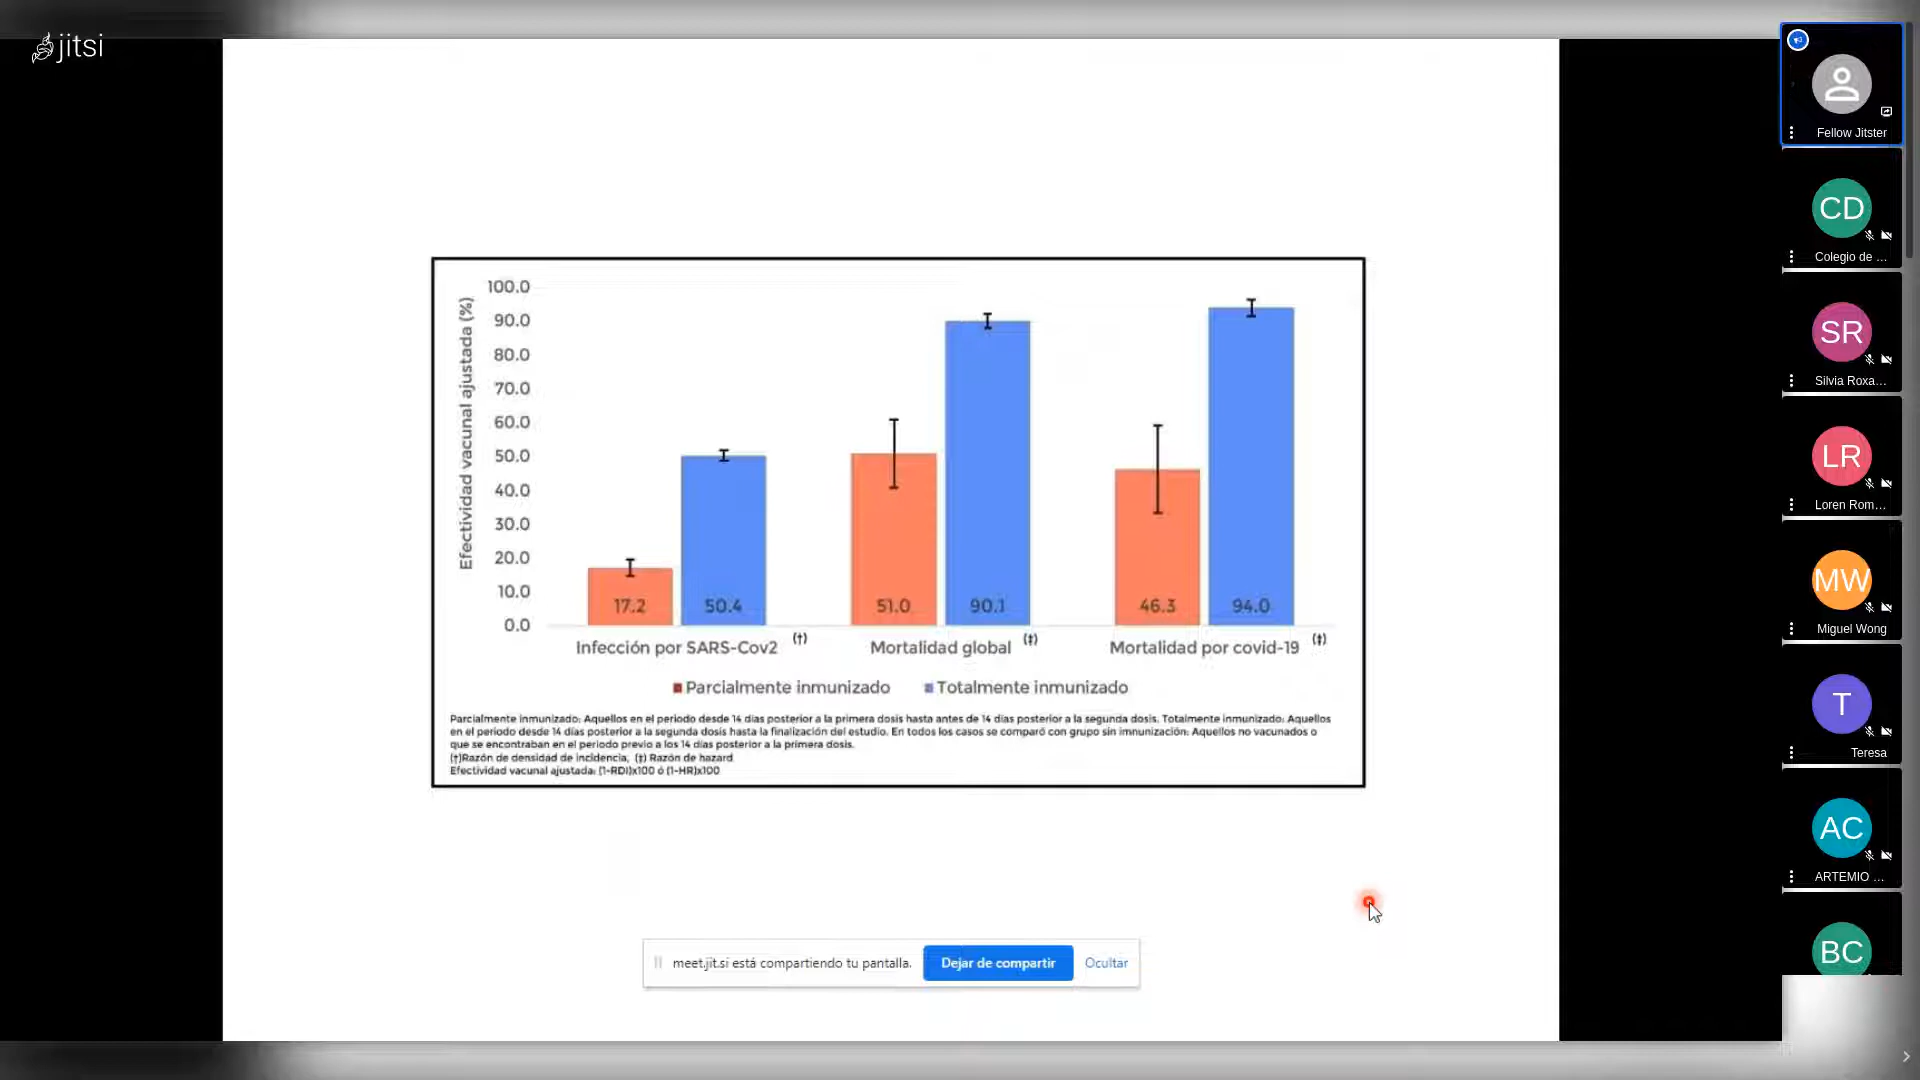 jitsi
Efectividad vacunal ajustada (%)
100.0
90.0
80.0
70.0
60.0
50.0
40.0
30.0
20.0
10.0
0.0
17.2
50.4
51.0
90.1
46.3
94.0
Infección por SARS-Cov2 (†)
Mortalidad global (‡)
Mortalidad por covid-19 (‡)
Parcialmente inmunizado
Totalmente inmunizado
Parcialmente inmunizado: Aquellos en el periodo desde 14 días posterior a la primera dosis hasta antes de 14 días posterior a la segunda dosis. Totalmente inmunizado: Aquellos
en el periodo desde 14 días posterior a la segunda dosis hasta la finalización del estudio. En todos los casos se comparó con grupo sin imnunización: Aquellos no vacunados o
que se encontraban en el periodo previo a los 14 días posterior a la primera dosis.
(†)Razón de densidad de incidencia, (‡) Razón de hazard
Efectividad vacunal ajustada: (1-RDI)x100 ó (1-HR)x100
meet.jit.si está compartiendo tu pantalla.
Dejar de compartir
Ocultar
Fellow Jitster
CD
Colegio de ...
SR
Silvia Roxa...
LR
Loren Rom...
MW
Miguel Wong
T
Teresa
AC
ARTEMIO ...
BC